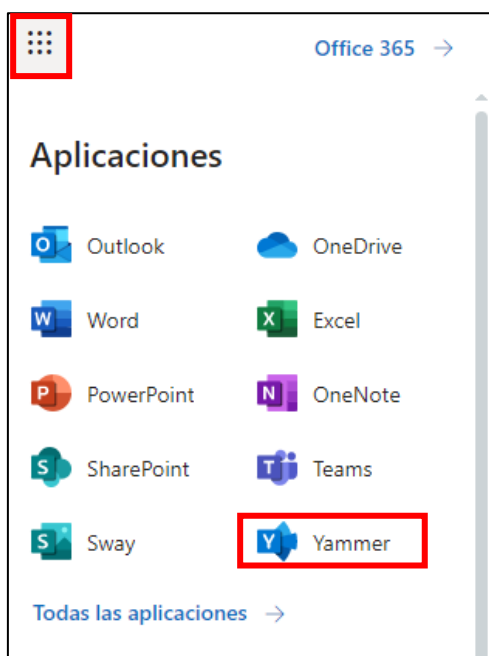 Office 365 →
Aplicaciones
Outlook OneDrive
Word Excel
PowerPoint OneNote
SharePoint Teams
Sway Yammer
Todas las aplicaciones →